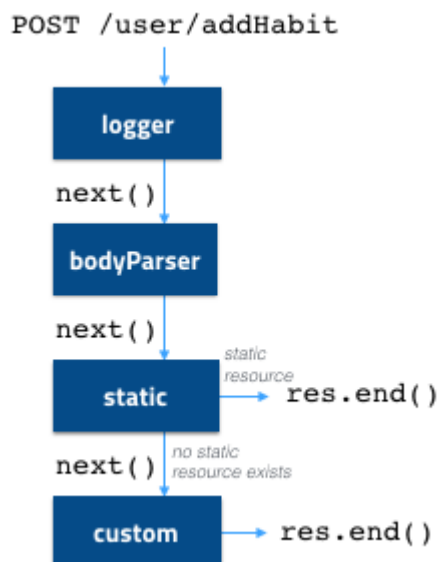 POST /user/addHabit
logger
next()
bodyParser
next()
static
resource
static
res.end()
next()
no static
resource exists
custom
res.end()